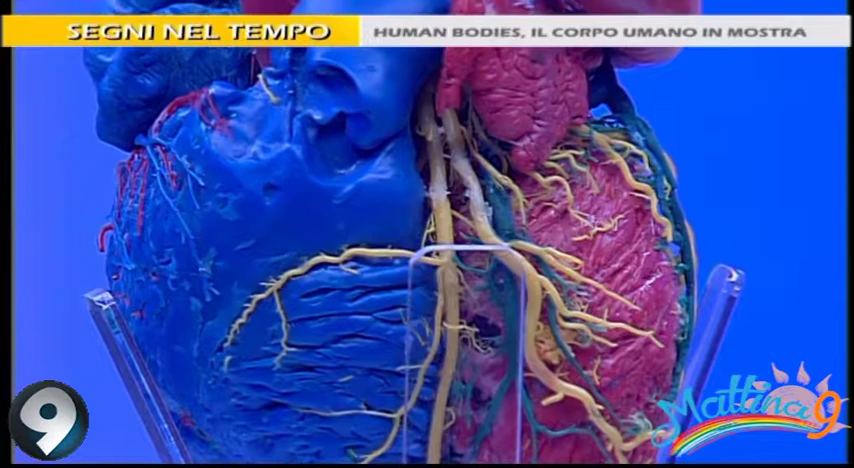 SEGNI NEL TEMPO
HUMAN BODIES, IL CORPO UMANO IN MOSTRA
9
Mattina 9